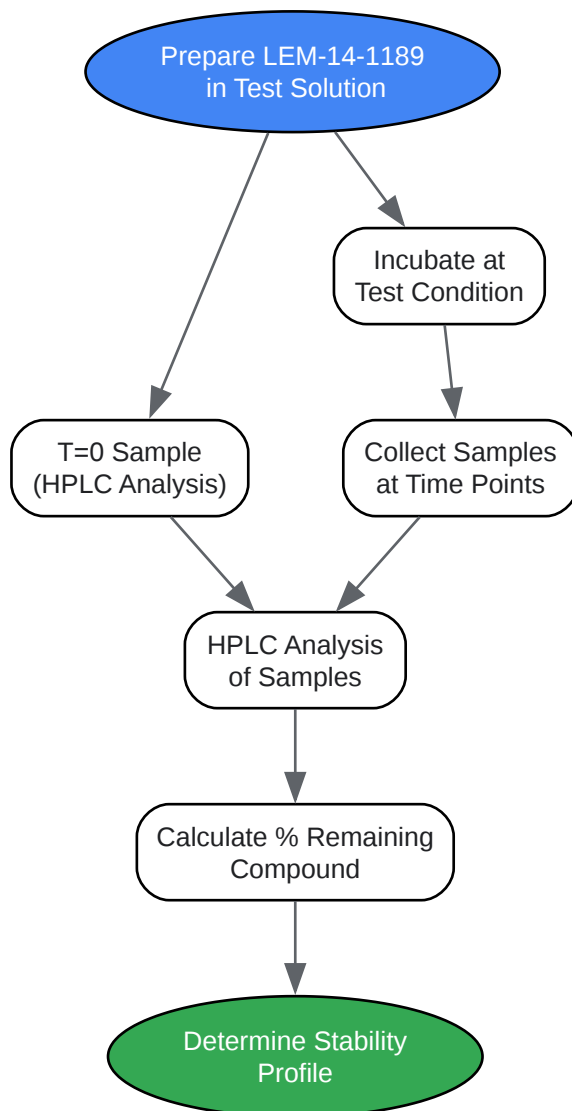 Prepare LEM-14-1189
in Test Solution
Incubate at
Test Condition
T=0 Sample
(HPLC Analysis)
Collect Samples
at Time Points
HPLC Analysis
of Samples
Calculate % Remaining
Compound
Determine Stability
Profile